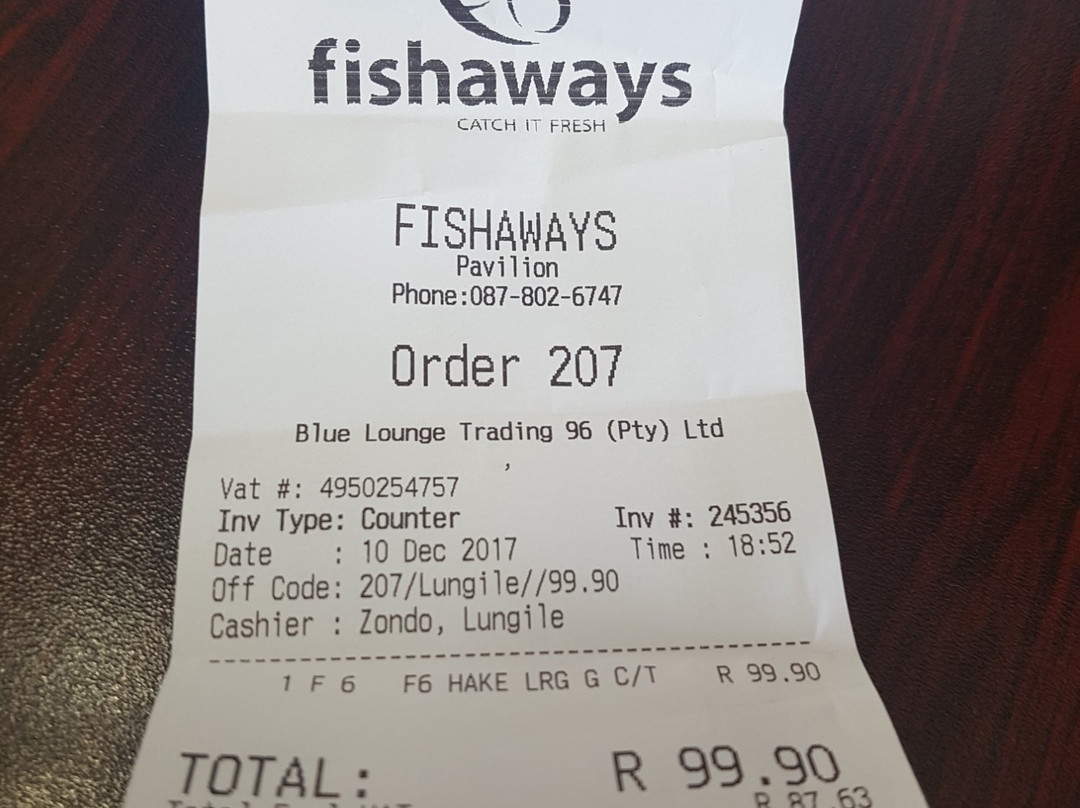 fishaways
CATCH IT FRESH
FISHAWAYS
Pavilion
Phone:087-802-6747
Order 207
Blue Lounge Trading 96 (Pty) Ltd
,
Vat #: 4950254757
Inv Type: Counter Inv #: 245356
Date : 10 Dec 2017 Time : 18:52
Off Code: 207/Lungile//99.90
Cashier : Zondo, Lungile
1 F 6 F6 HAKE LRG G C/T R 99.90
TOTAL: R 99.90
R 87.63